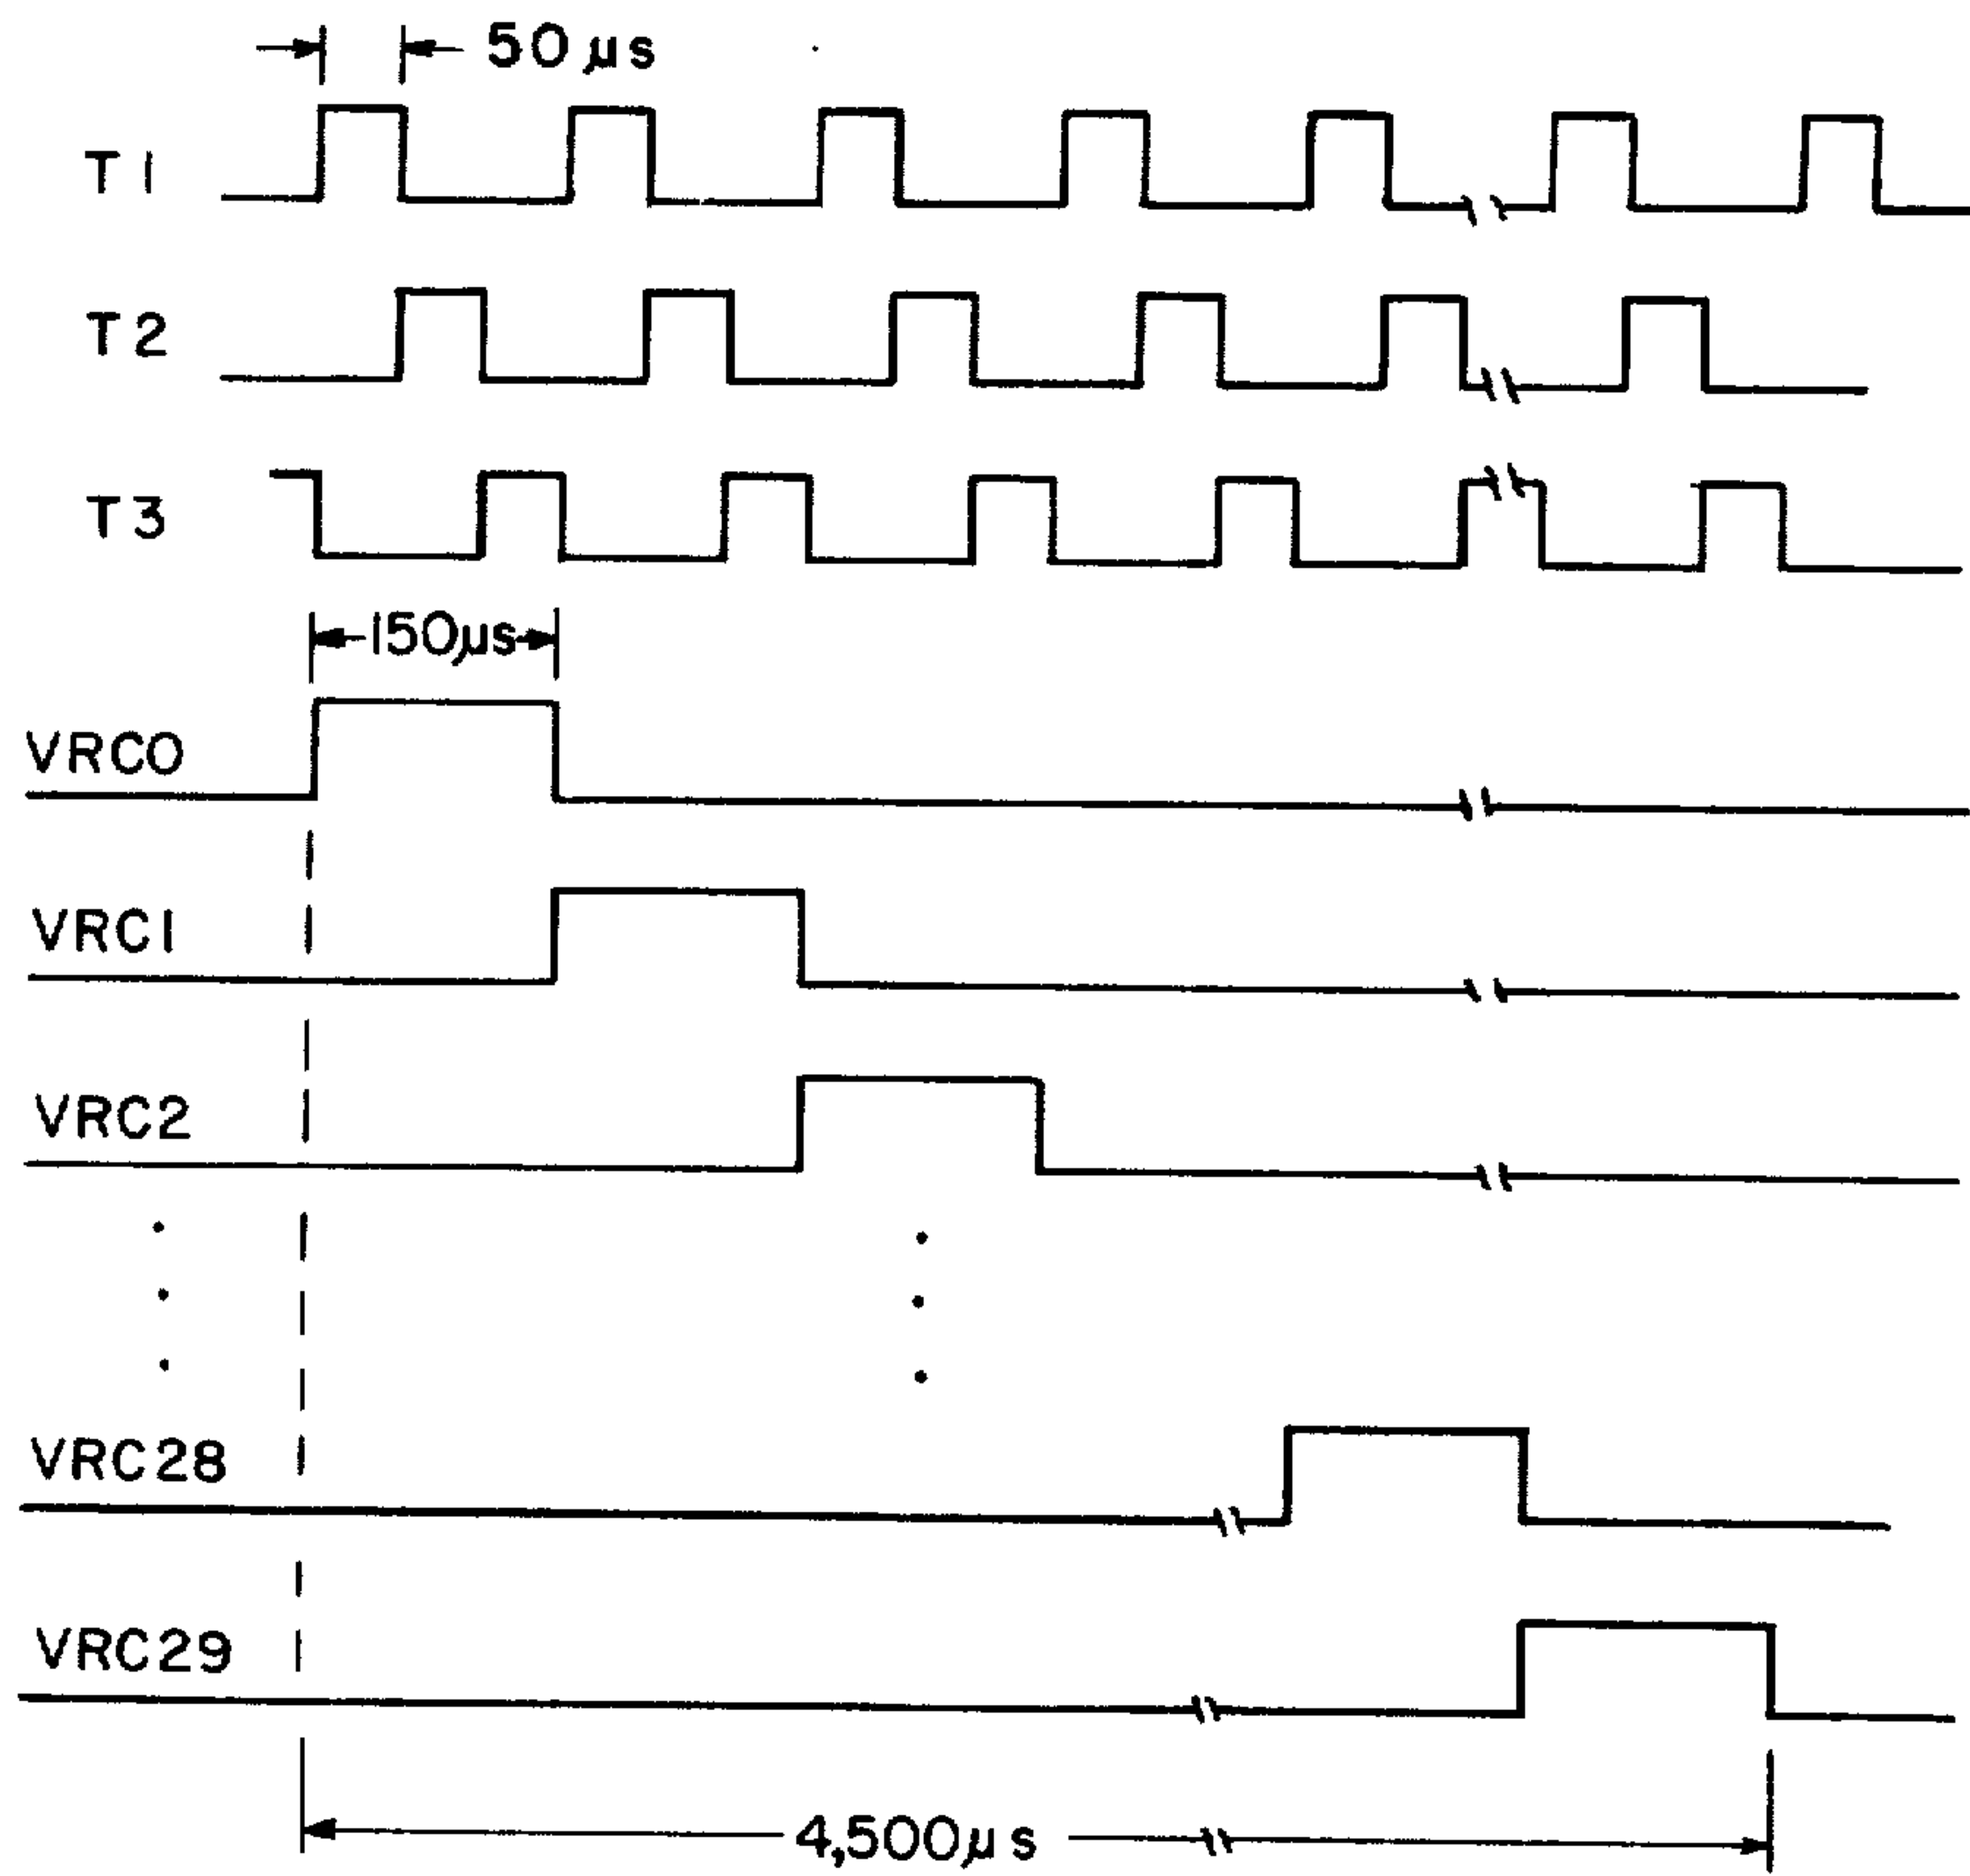 50 µs
T1
T2
T3
150µs
VRC0
VRC1
VRC2
VRC28
VRC29
4,500µs